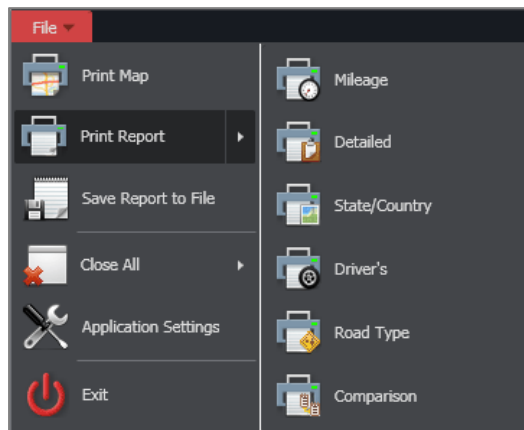 File
Print Map
Print Report
Save Report to File
Close All
Application Settings
Exit
Mileage
Detailed
State/Country
Driver's
Road Type
Comparison